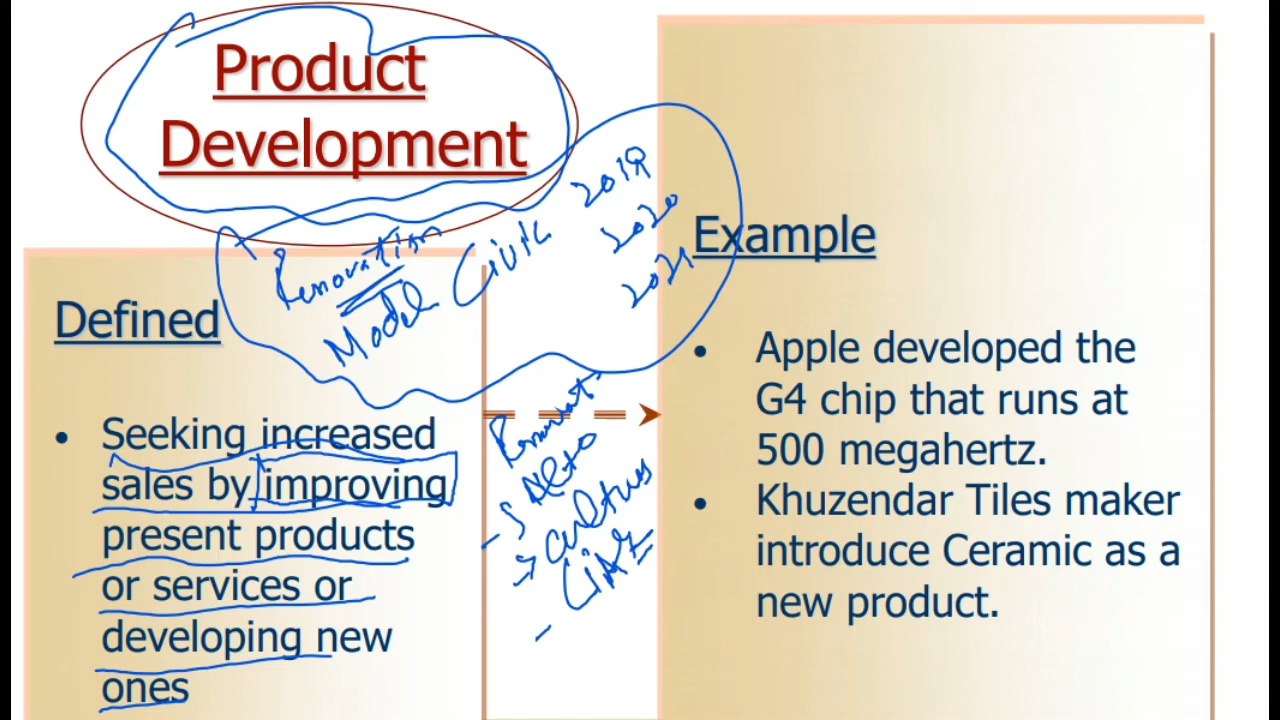 Product
Development
Renovation
Model Civic 2019
2020
2021
Defined
Seeking increased
sales by improving
present products
or services or
developing new
ones
Alto
Cultus
Example
• Apple developed the
G4 chip that runs at
500 megahertz.
• Khuzendar Tiles maker
introduce Ceramic as a
new product.